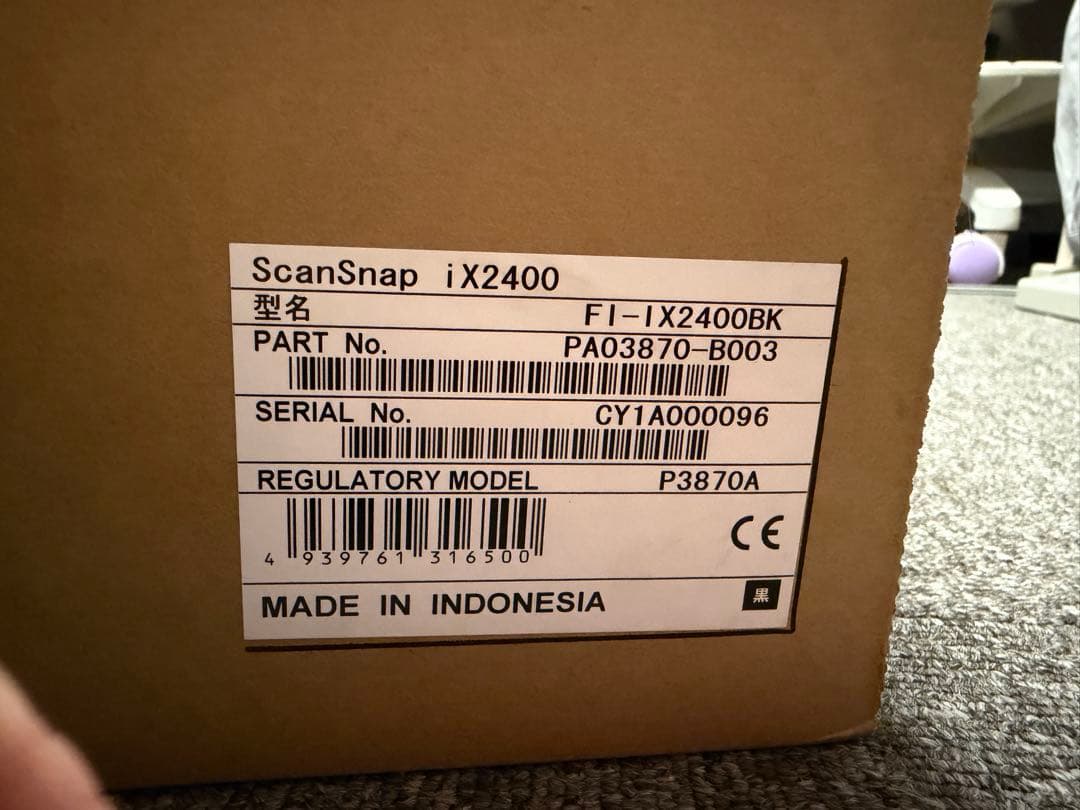 ScanSnap iX2400
型名 FI-IX2400BK
PART No. PA03870-B003
SERIAL No. CY1A000096
REGULATORY MODEL P3870A
4 939761 316500
CE
MADE IN INDONESIA 黒